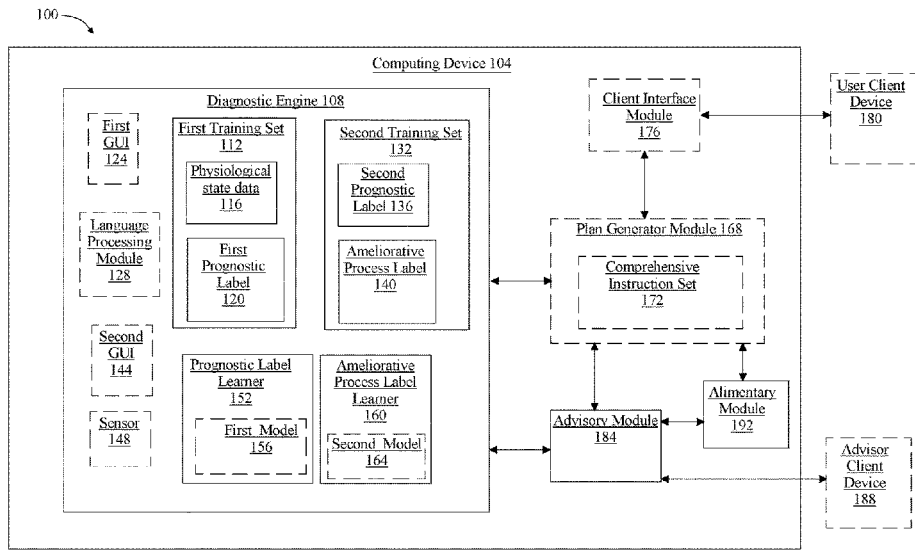 100
Computing Device 104
Diagnostic Engine 108
First
GUI
124
Language
Processing
Module
128
Second
GUI
144
Sensor
148
First Training Set
112
Physiological
state data
116
First
Prognostic
Label
120
Second Training Set
132
Second
Prognostic
Label 136
Ameliorative
Process Label
140
Prognostic Label
Learner
152
First Model
156
Ameliorative
Process Label
Learner
160
Second Model
164
Client Interface
Module
176
User Client
Device
180
Plan Generator Module 168
Comprehensive
Instruction Set
172
Advisory Module
184
Alimentary
Module
192
Advisor
Client
Device
188